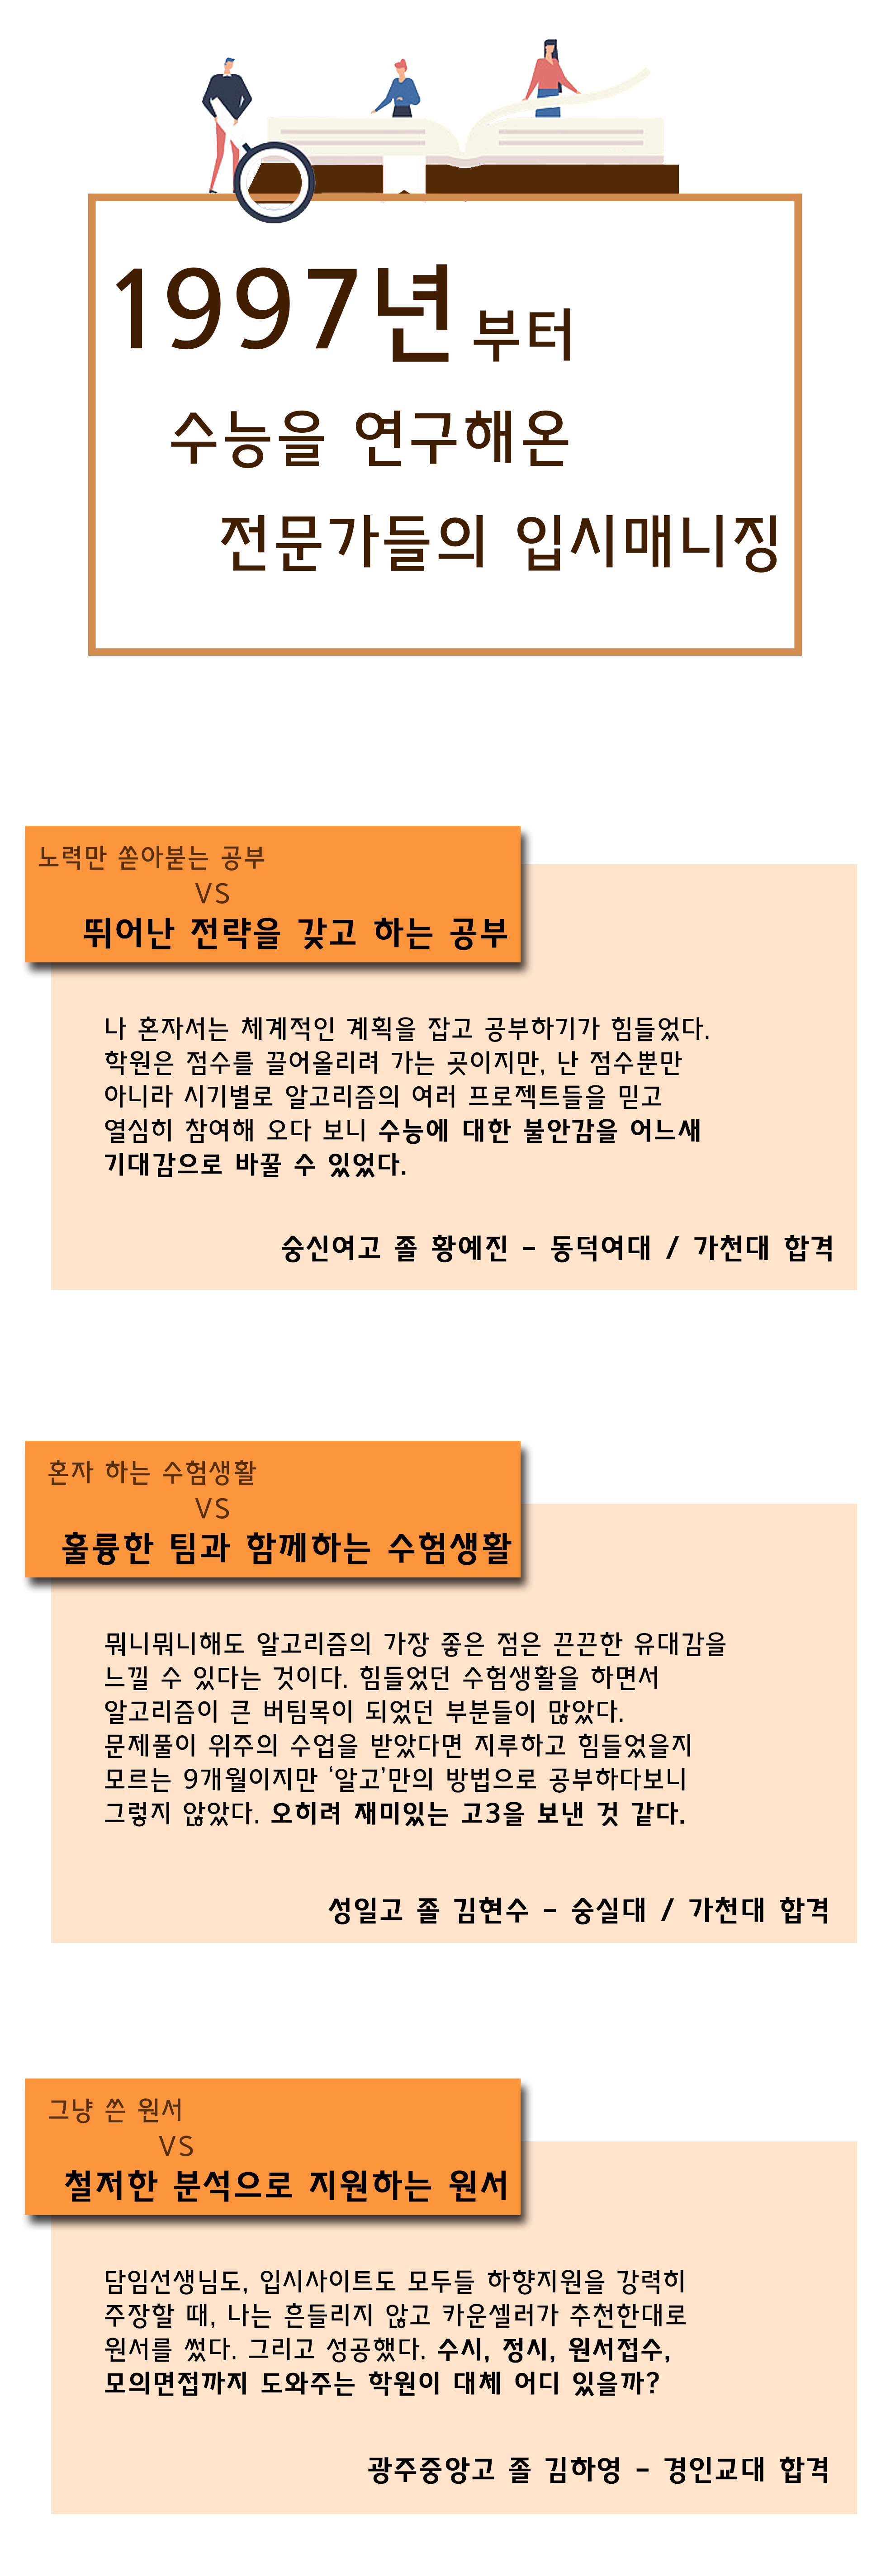 1997년 부터
수능을 연구해온
전문가들의 입시매니징
노력만 쏟아붇는 공부
VS
뛰어난 전략을 갖고 하는 공부
나 혼자서는 체계적인 계획을 잡고 공부하기가 힘들었다.
학원은 점수를 끌어올리려 가는 곳이지만, 난 점수뿐만
아니라 시기별로 알고리즘의 여러 프로젝트들을 믿고
열심히 참여해 오다 보니 수능에 대한 불안감을 어느새
기대감으로 바꿀 수 있었다.
숭신여고 졸 황예진 - 동덕여대 / 가천대 합격
혼자 하는 수험생활
VS
훌륭한 팀과 함께하는 수험생활
뭐니뭐니해도 알고리즘의 가장 좋은 점은 끈끈한 유대감을
느낄 수 있다는 것이다. 힘들었던 수험생활을 하면서
알고리즘이 큰 버팀목이 되었던 부분들이 많았다.
문제풀이 위주의 수업을 받았다면 지루하고 힘들었을지
모르는 9개월이지만 ‘알고’만의 방법으로 공부하다보니
그렇지 않았다. 오히려 재미있는 고3을 보낸 것 같다.
성일고 졸 김현수 - 숭실대 / 가천대 합격
그냥 쓴 원서
VS
철저한 분석으로 지원하는 원서
담임선생님도, 입시사이트도 모두들 하향지원을 강력히
주장할 때, 나는 흔들리지 않고 카운셀러가 추천한대로
원서를 썼다. 그리고 성공했다. 수시, 정시, 원서접수,
모의면접까지 도와주는 학원이 대체 어디 있을까?
광주중앙고 졸 김하영 - 경인교대 합격